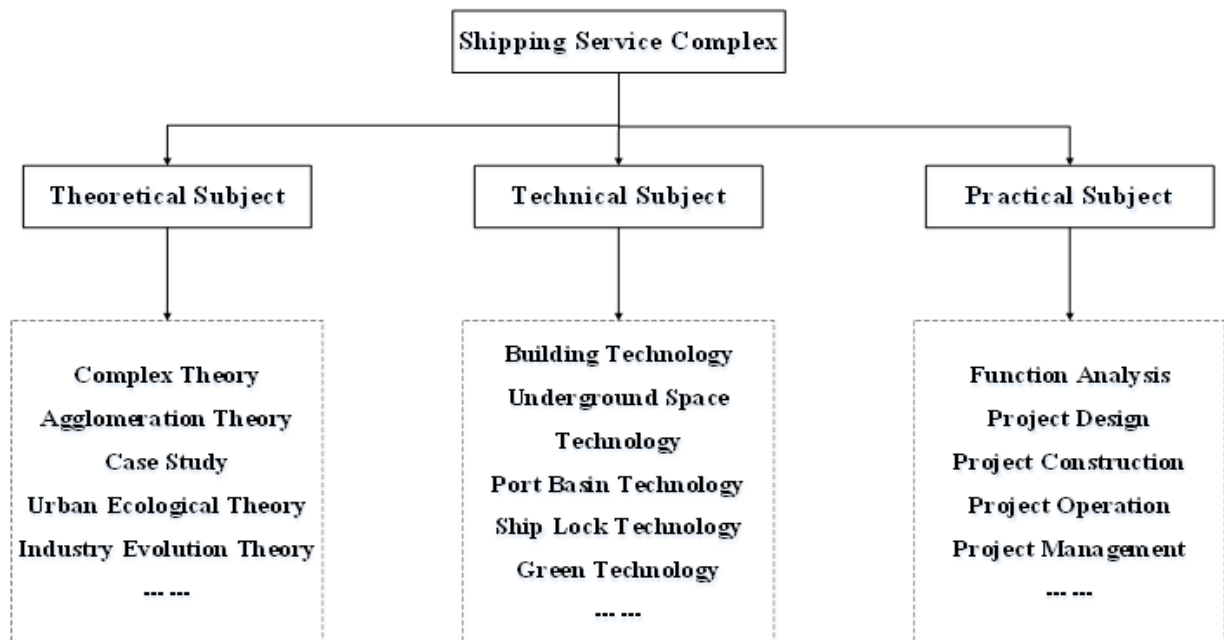 Shipping Service Complex
Theoretical Subject
Technical Subject
Practical Subject
Complex Theory
Agglomeration Theory
Case Study
Urban Ecological Theory
Industry Evolution Theory
--- ---
Building Technology
Underground Space
Technology
Port Basin Technology
Ship Lock Technology
Green Technology
--- ---
Function Analysis
Project Design
Project Construction
Project Operation
Project Management
--- ---